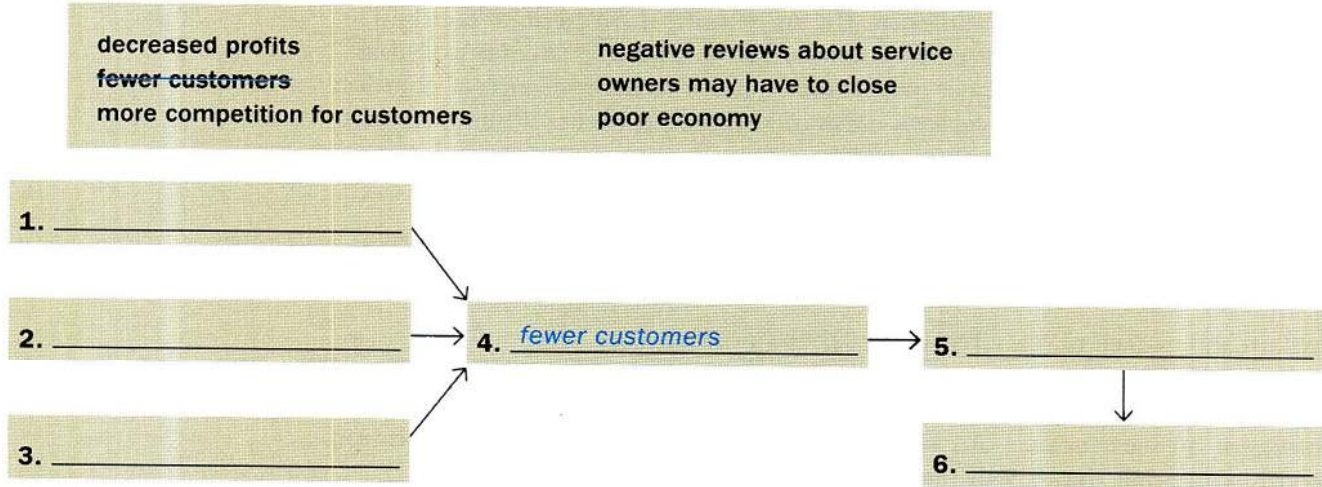 decreased profits
fewer customers
more competition for customers
negative reviews about service
owners may have to close
poor economy
1.
2.
3.
4. fewer customers
5.
6.